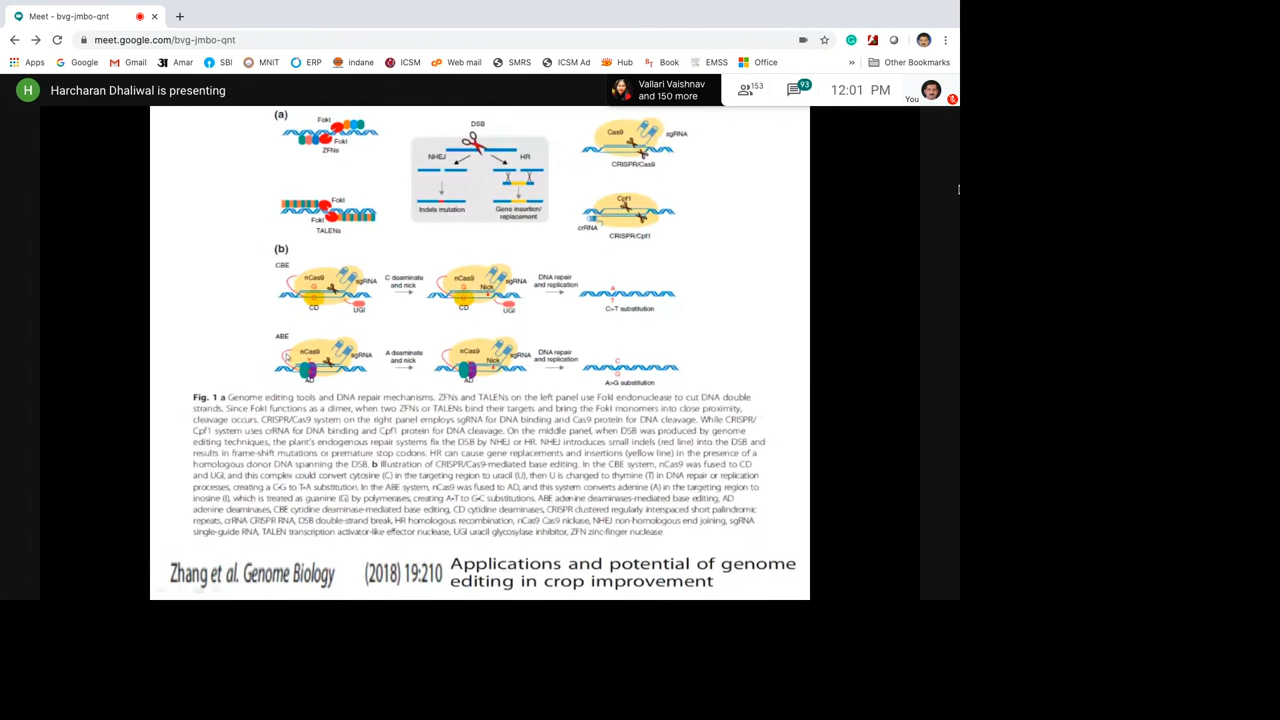 Meet - bvg-jmbo-qnt
meet.google.com/bvg-jmbo-qnt
Apps Google Gmail Amar SBI MNIT ERP indane ICSM Web mail SMRS ICSM Ad Hub Book EMSS Office » Other Bookmarks
H Harcharan Dhaliwal is presenting
Vallari Vaishnav
and 150 more
153
93
12:01 PM
You
(a)
FokI
FokI
ZFNs
DSB
NHEJ
HR
Indels mutation
Gene insertion/
replacement
Cas9
sgRNA
CRISPR/Cas9
FokI
FokI
TALENs
Cpf1
crRNA
CRISPR/Cpf1
(b)
CBE
nCas9
G
C
sgRNA
CD
UGI
C deaminate
and nick
nCas9
G
U
Nick
sgRNA
CD
UGI
DNA repair
and replication
A
T
C>T substitution
ABE
nCas9
T
sgRNA
AD
A deaminate
and nick
nCas9
Nick
sgRNA
AD
DNA repair
and replication
C
G
A>G substitution
Fig. 1 a Genome editing tools and DNA repair mechanisms. ZFNs and TALENs on the left panel use FokI endonuclease to cut DNA double
strands. Since FokI functions as a dimer, when two ZFNs or TALENs bind their targets and bring the FokI monomers into close proximity,
cleavage occurs. CRISPR/Cas9 system on the right panel employs sgRNA for DNA binding and Cas9 protein for DNA cleavage. While CRISPR/
Cpf1 system uses crRNA for DNA binding and Cpf1 protein for DNA cleavage. On the middle panel, when DSB was produced by genome
editing techniques, the plant's endogenous repair systems fix the DSB by NHEJ or HR. NHEJ introduces small indels (red line) into the DSB and
results in frame-shift mutations or premature stop codons. HR can cause gene replacements and insertions (yellow line) in the presence of a
homologous donor DNA spanning the DSB. b Illustration of CRISPR/Cas9-mediated base editing. In the CBE system, nCas9 was fused to CD
and UGI, and this complex could convert cytosine (C) in the targeting region to uracil (U), then U is changed to thymine (T) in DNA repair or replication
processes, creating a C•G to T•A substitution. In the ABE system, nCas9 was fused to AD, and this system converts adenine (A) in the targeting region to
inosine (I), which is treated as guanine (G) by polymerases, creating A•T to G•C substitutions. ABE adenine deaminases-mediated base editing, AD
adenine deaminases, CBE cytidine deaminase-mediated base editing, CD cytidine deaminases, CRISPR clustered regularly interspaced short palindromic
repeats, crRNA CRISPR RNA, DSB double-strand break, HR homologous recombination, nCas9 Cas9 nickase, NHEJ non-homologous end joining, sgRNA
single-guide RNA, TALEN transcription activator-like effector nuclease, UGI uracil glycosylase inhibitor, ZFN zinc-finger nuclease
Zhang et al. Genome Biology (2018) 19:210
Applications and potential of genome
editing in crop improvement